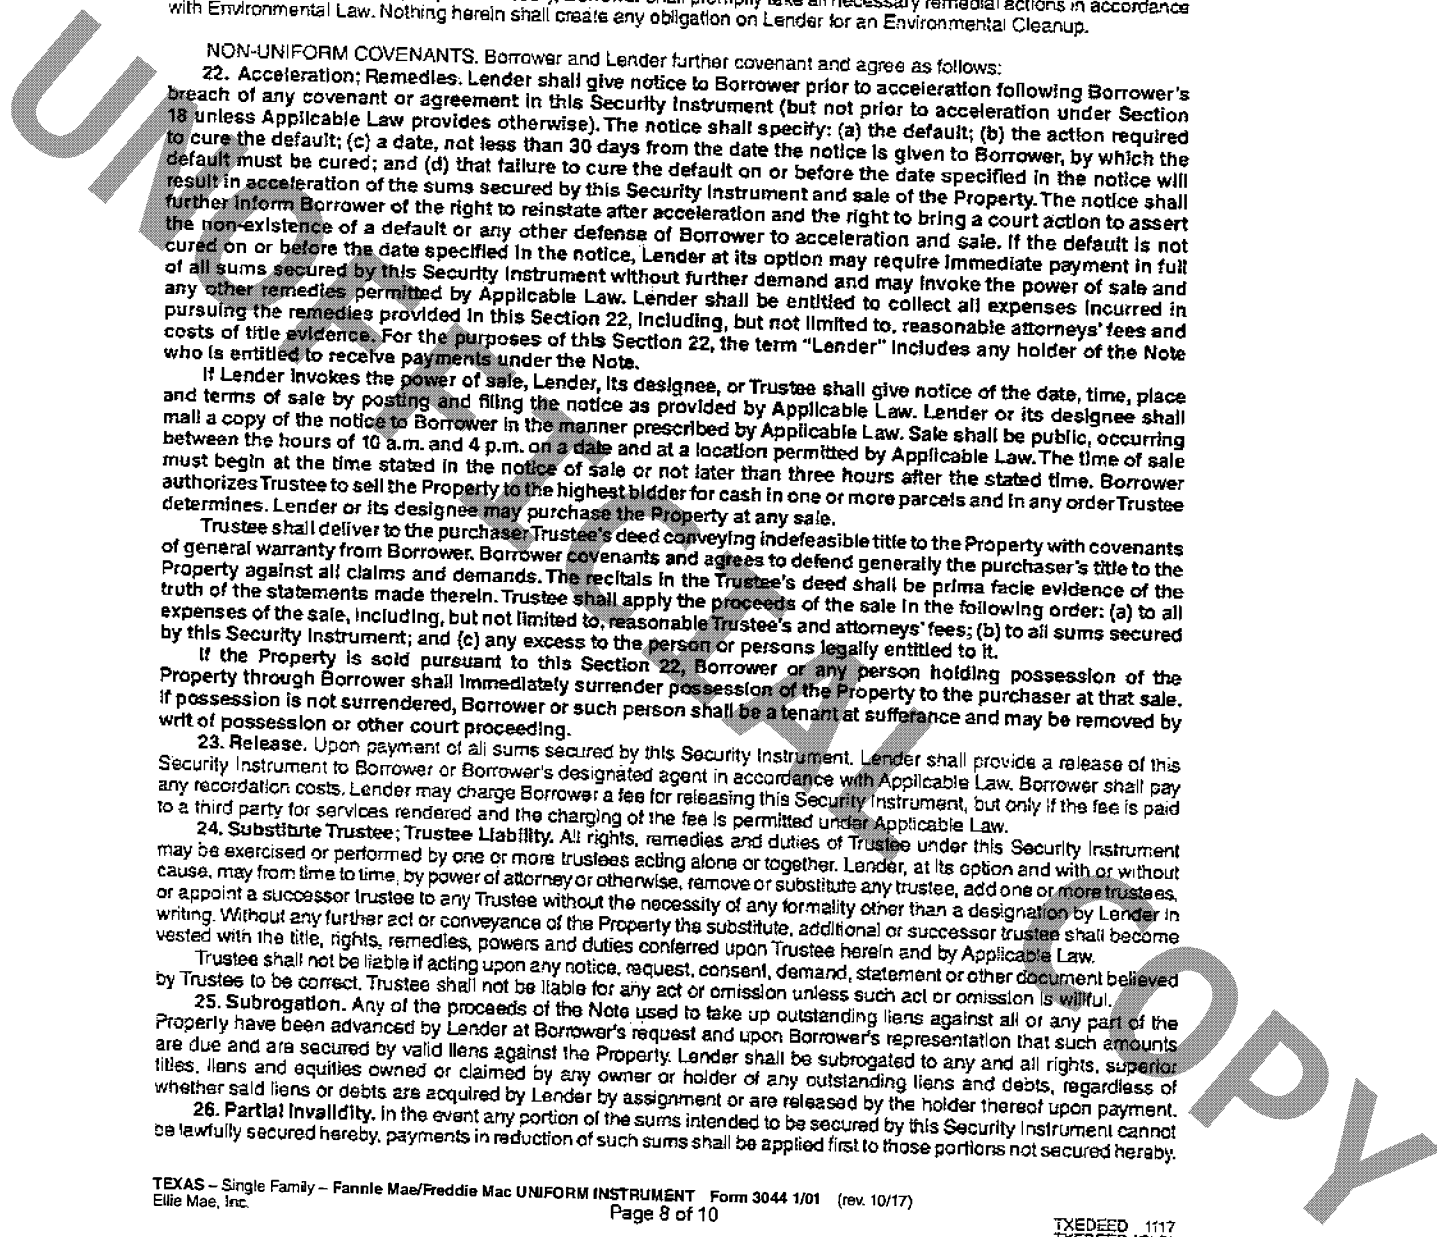 with Environmental Law. Nothing herein shall create any obligation on Lender for an Environmental Cleanup.
NON-UNIFORM COVENANTS. Borrower and Lender further covenant and agree as follows:
22. Acceleration; Remedies. Lender shall give notice to Borrower prior to acceleration following Borrower's
breach of any covenant or agreement in this Security Instrument (but not prior to acceleration under Section
18 unless Applicable Law provides otherwise). The notice shall specify: (a) the default; (b) the action required
to cure the default; (c) a date, not less than 30 days from the date the notice is given to Borrower, by which the
default must be cured; and (d) that failure to cure the default on or before the date specified in the notice will
result in acceleration of the sums secured by this Security Instrument and sale of the Property. The notice shall
further inform Borrower of the right to reinstate after acceleration and the right to bring a court action to assert
the non-existence of a default or any other defense of Borrower to acceleration and sale. If the default is not
cured on or before the date specified in the notice, Lender at its option may require immediate payment in full
of all sums secured by this Security Instrument without further demand and may invoke the power of sale and
any other remedies permitted by Applicable Law. Lender shall be entitled to collect all expenses incurred in
pursuing the remedies provided in this Section 22, including, but not limited to, reasonable attorneys' fees and
costs of title evidence. For the purposes of this Section 22, the term "Lender" includes any holder of the Note
who is entitled to receive payments under the Note.
If Lender invokes the power of sale, Lender, its designee, or Trustee shall give notice of the date, time, place
and terms of sale by posting and filing the notice as provided by Applicable Law. Lender or its designee shall
mail a copy of the notice to Borrower in the manner prescribed by Applicable Law. Sale shall be public, occurring
between the hours of 10 a.m. and 4 p.m. on a date and at a location permitted by Applicable Law. The time of sale
must begin at the time stated in the notice of sale or not later than three hours after the stated time. Borrower
authorizes Trustee to sell the Property to the highest bidder for cash in one or more parcels and in any order Trustee
determines. Lender or its designee may purchase the Property at any sale.
Trustee shall deliver to the purchaser Trustee's deed conveying indefeasible title to the Property with covenants
of general warranty from Borrower. Borrower covenants and agrees to defend generally the purchaser's title to the
Property against all claims and demands. The recitals in the Trustee's deed shall be prima facie evidence of the
truth of the statements made therein. Trustee shall apply the proceeds of the sale in the following order: (a) to all
expenses of the sale, including, but not limited to, reasonable Trustee's and attorneys' fees; (b) to all sums secured
by this Security Instrument; and (c) any excess to the person or persons legally entitled to it.
If the Property is sold pursuant to this Section 22, Borrower or any person holding possession of the
Property through Borrower shall immediately surrender possession of the Property to the purchaser at that sale.
If possession is not surrendered, Borrower or such person shall be a tenant at sufferance and may be removed by
writ of possession or other court proceeding.
23. Release. Upon payment of all sums secured by this Security Instrument, Lender shall provide a release of this
Security Instrument to Borrower or Borrower's designated agent in accordance with Applicable Law. Borrower shall pay
any recordation costs. Lender may charge Borrower a fee for releasing this Security Instrument, but only if the fee is paid
to a third party for services rendered and the charging of the fee is permitted under Applicable Law.
24. Substitute Trustee; Trustee Liability. All rights, remedies and duties of Trustee under this Security Instrument
may be exercised or performed by one or more trustees acting alone or together. Lender, at its option and with or without
cause, may from time to time, by power of attorney or otherwise, remove or substitute any trustee, add one or more trustees,
or appoint a successor trustee to any Trustee without the necessity of any formality other than a designation by Lender in
writing. Without any further act or conveyance of the Property the substitute, additional or successor trustee shall become
vested with the title, rights, remedies, powers and duties conferred upon Trustee herein and by Applicable Law.
Trustee shall not be liable if acting upon any notice, request, consent, demand, statement or other document believed
by Trustee to be correct. Trustee shall not be liable for any act or omission unless such act or omission is willful.
25. Subrogation. Any of the proceeds of the Note used to take up outstanding liens against all or any part of the
Property have been advanced by Lender at Borrower's request and upon Borrower's representation that such amounts
are due and are secured by valid liens against the Property. Lender shall be subrogated to any and all rights, superior
titles, liens and equities owned or claimed by any owner or holder of any outstanding liens and debts, regardless of
whether said liens or debts are acquired by Lender by assignment or are released by the holder thereof upon payment.
26. Partial Invalidity. In the event any portion of the sums intended to be secured by this Security Instrument cannot
be lawfully secured hereby, payments in reduction of such sums shall be applied first to those portions not secured hereby.
TEXAS – Single Family – Fannie Mae/Freddie Mac UNIFORM INSTRUMENT Form 3044 1/01 (rev. 10/17)
Ellie Mae, Inc.
Page 8 of 10
TXEDEED 1117
UNOFFICIAL COPY